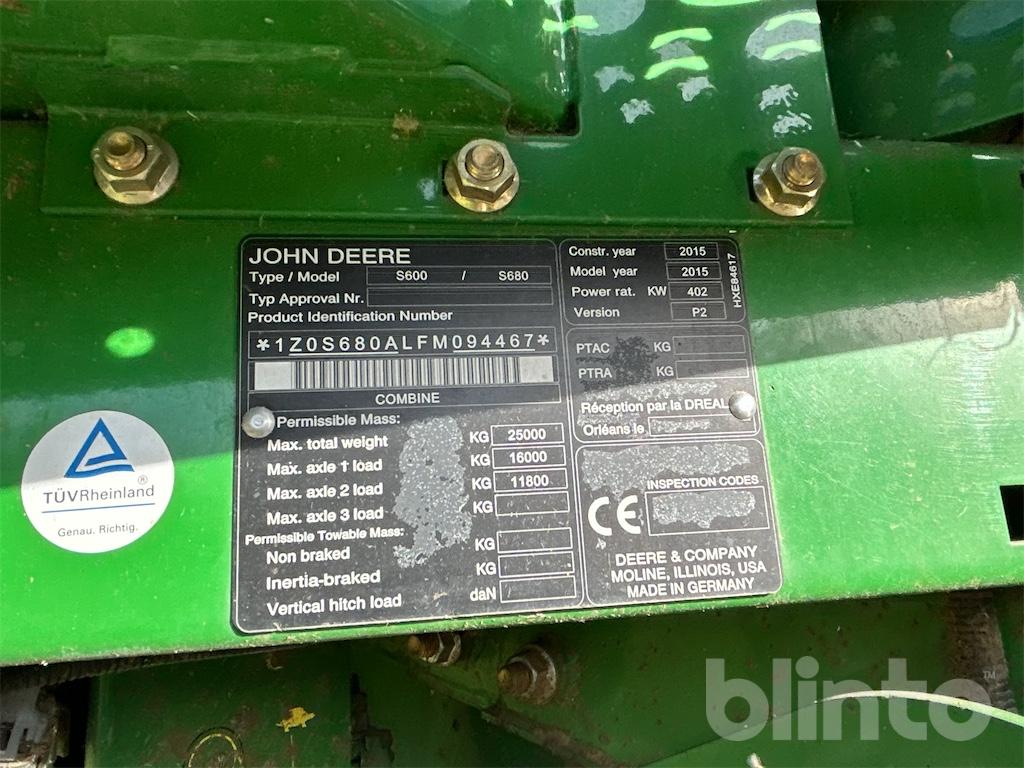 JOHN DEERE
Type / Model S600 / S680
Typ Approval Nr.
Product Identification Number
*1Z0S680ALFM094467*
COMBINE
Permissible Mass:
Max. total weight KG 25000
Max. axle 1 load KG 16000
Max. axle 2 load KG 11800
Max. axle 3 load KG
Permissible Towable Mass:
Non braked KG
Inertia-braked KG
Vertical hitch load daN
Constr. year 2015
Model year 2015
Power rat. KW 402
Version P2
HXE84617
PTAC KG
PTRA KG
Réception par la DREAL
Orléans le
INSPECTION CODES
CE
DEERE & COMPANY
MOLINE, ILLINOIS, USA
MADE IN GERMANY
TÜVRheinland®
Genau. Richtig.
blinto™